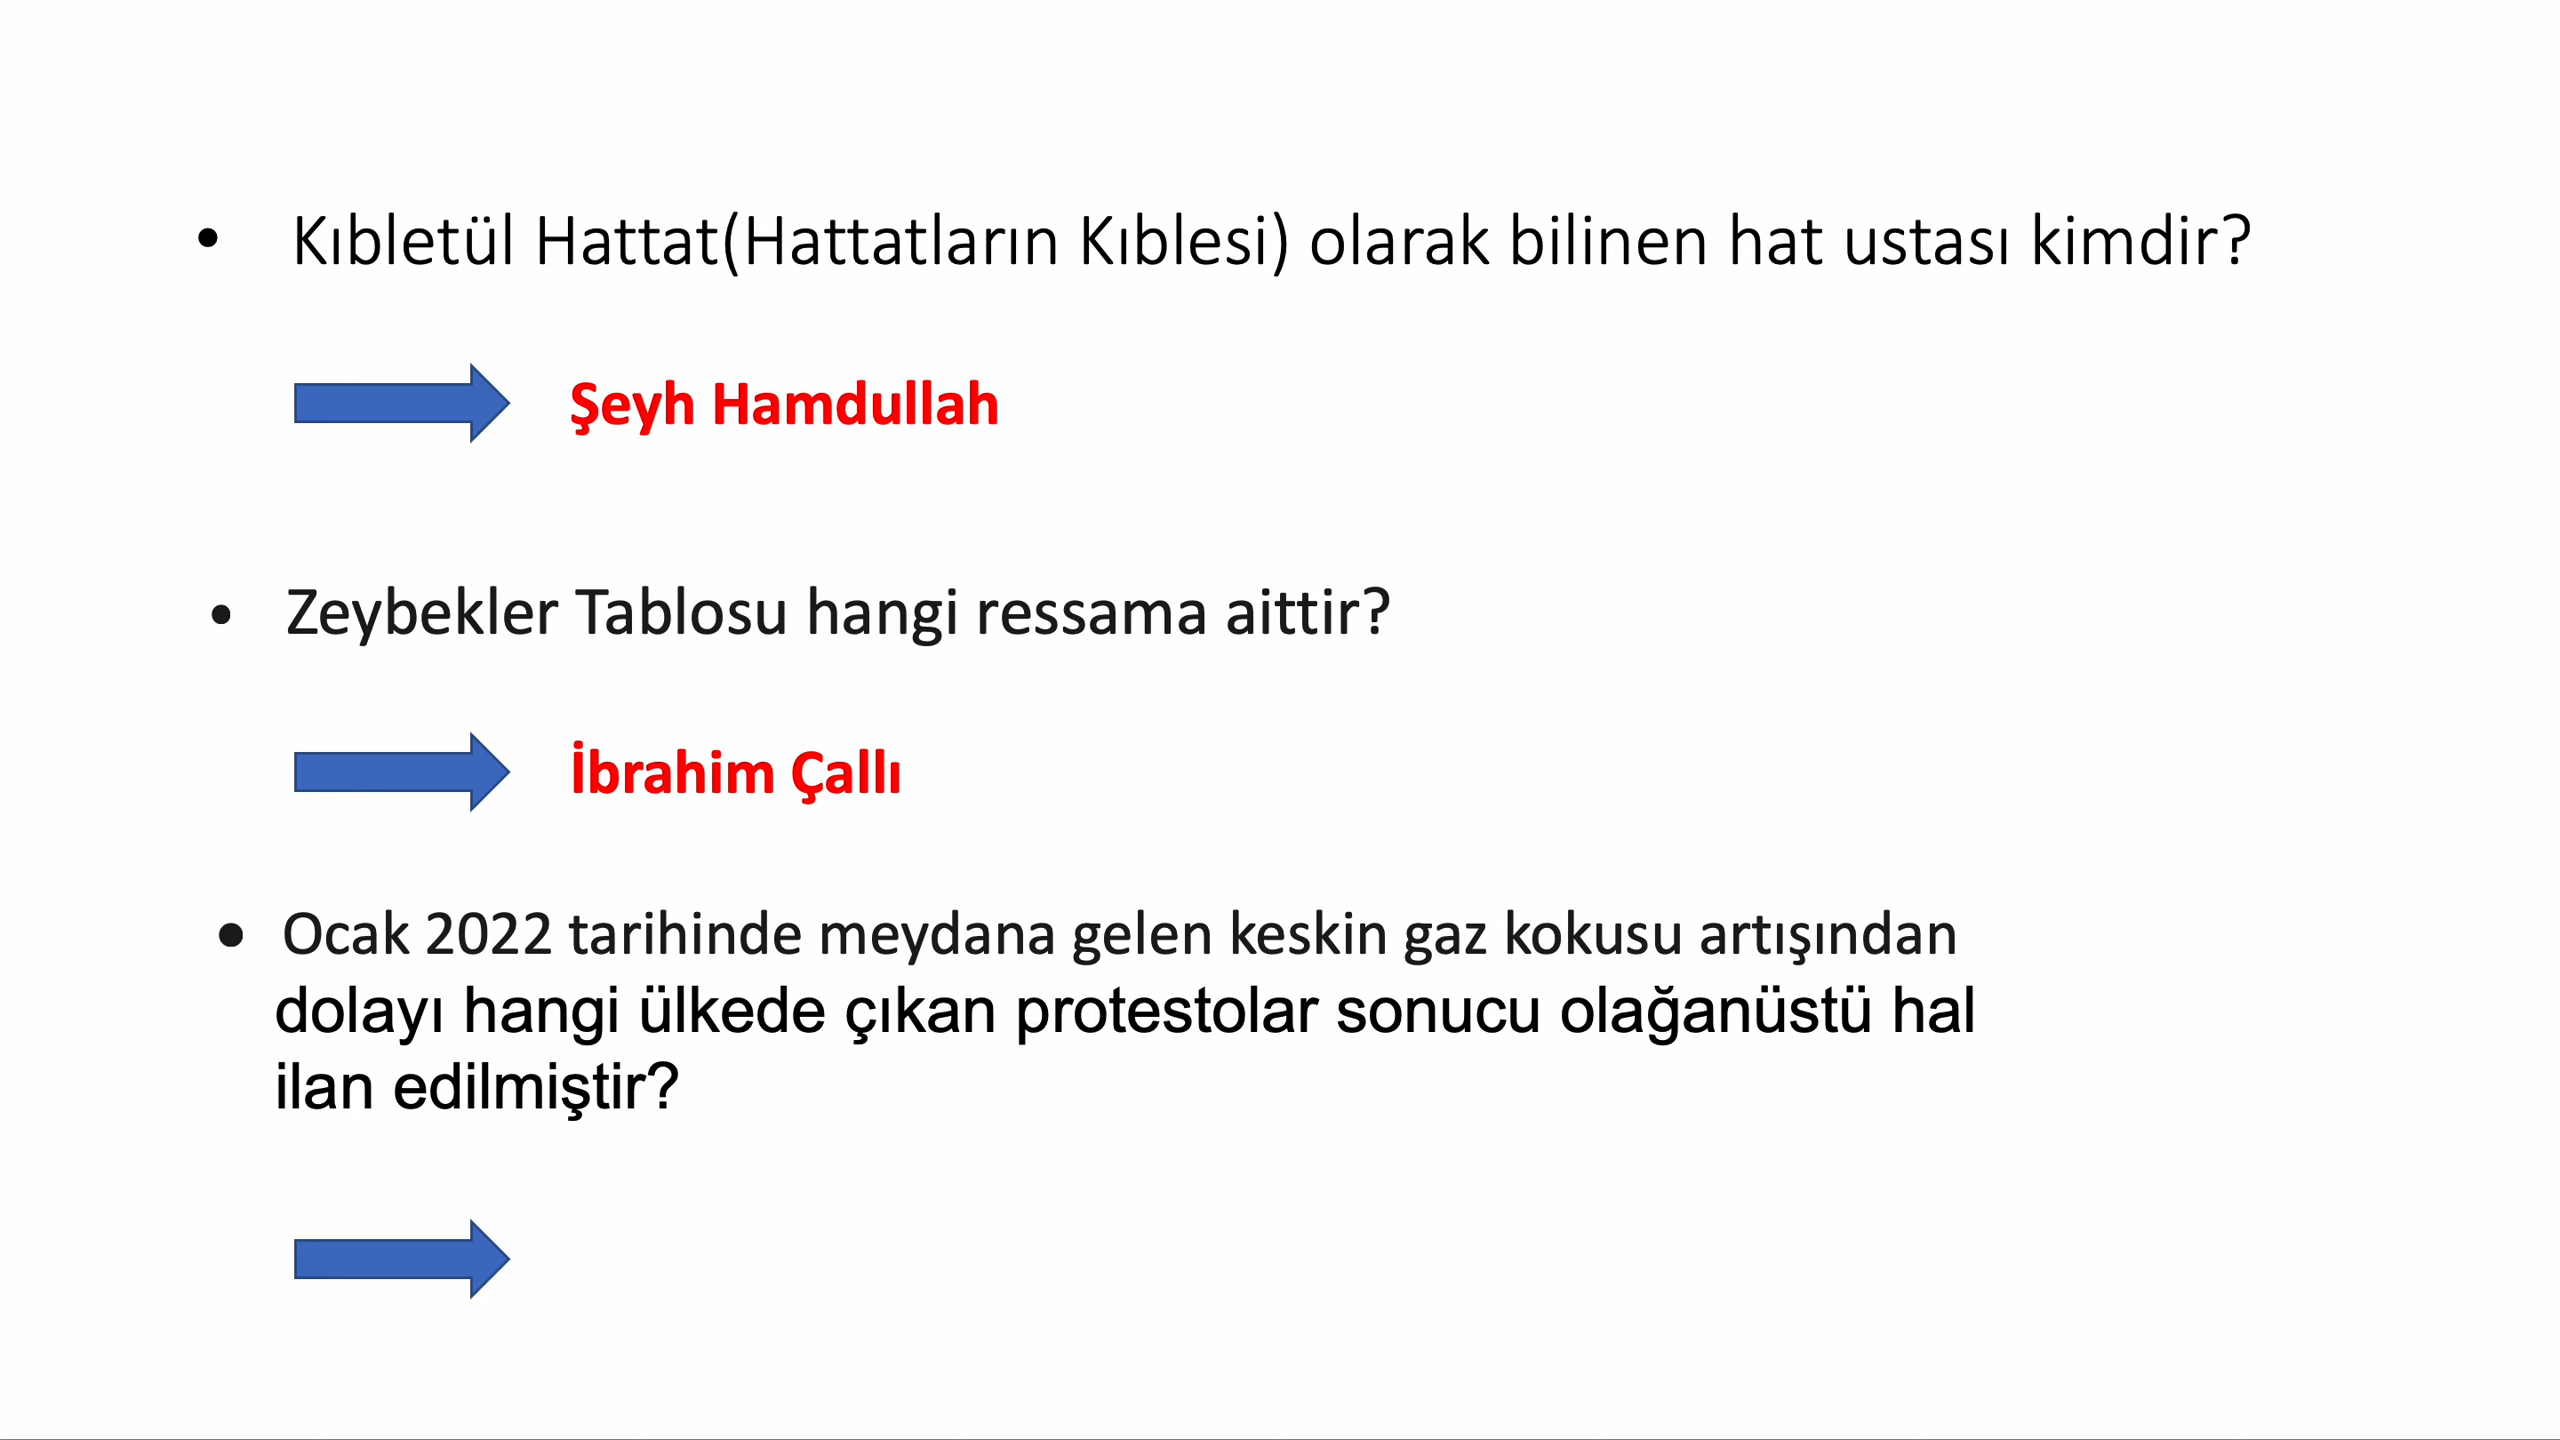 • Kıbletül Hattat(Hattatların Kıblesi) olarak bilinen hat ustası kimdir?
Şeyh Hamdullah
• Zeybekler Tablosu hangi ressama aittir?
İbrahim Çallı
• Ocak 2022 tarihinde meydana gelen keskin gaz kokusu artışından
dolayı hangi ülkede çıkan protestolar sonucu olağanüstü hal
ilan edilmiştir?